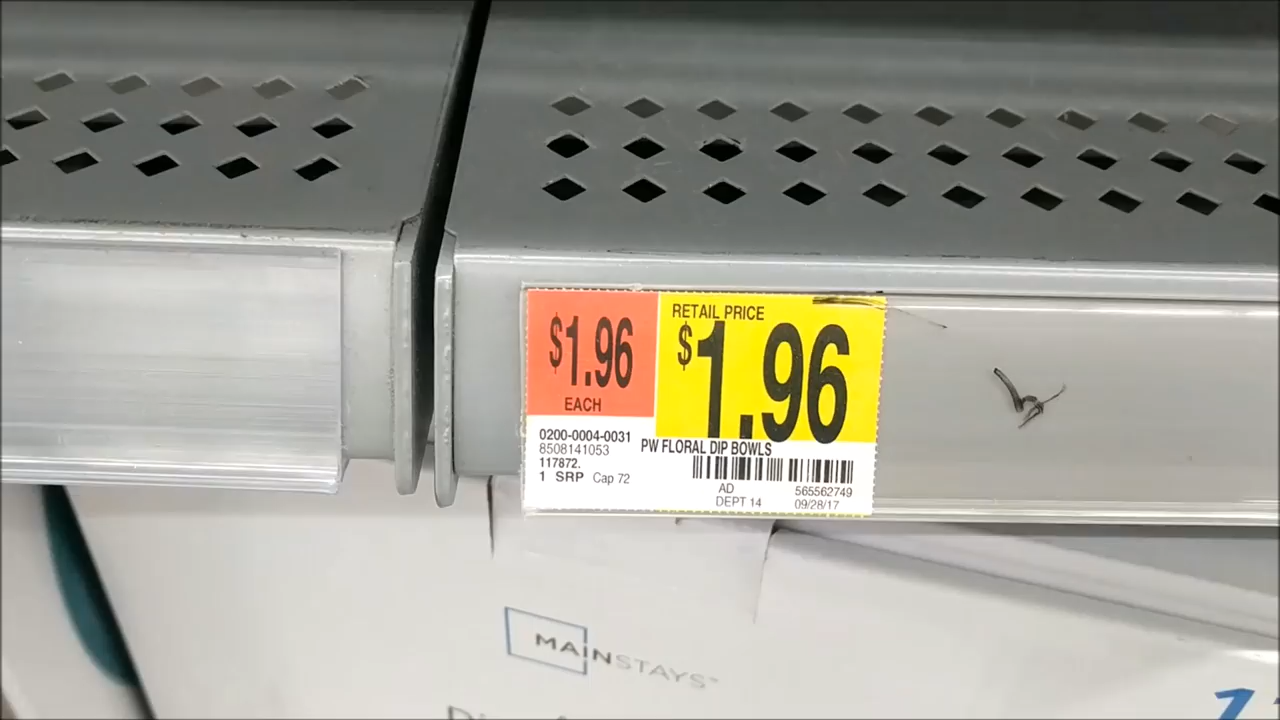 $1.96
EACH
RETAIL PRICE
$1.96
0200-0004-0031
8508141053
117872.
1 SRP Cap 72
PW FLORAL DIP BOWLS
AD
DEPT 14
565562749
09/28/17
MAINSTAYS